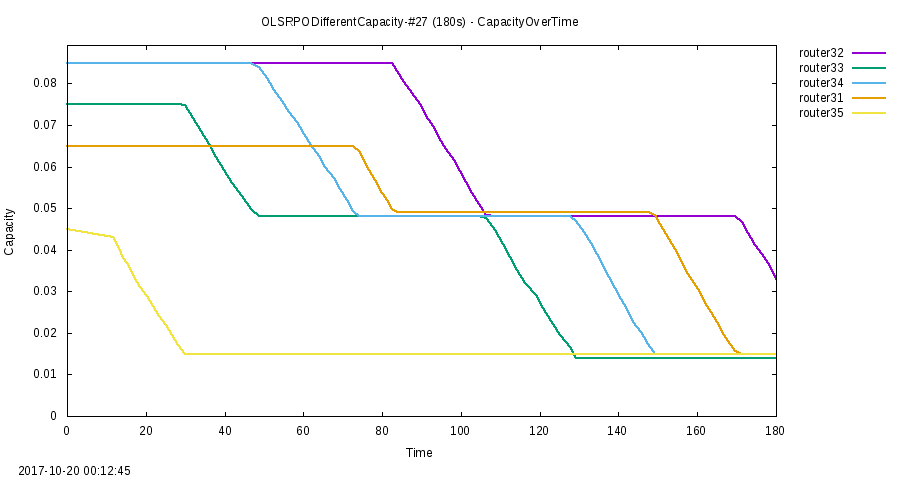 OLSRPODifferentCapacity-#27 (180s) - CapacityOverTime
router32
router33
router34
router31
router35
0.08
0.07
0.06
0.05
0.04
0.03
0.02
0.01
0
Capacity
0 20 40 60 80 100 120 140 160 180
Time
2017-10-20 00:12:45